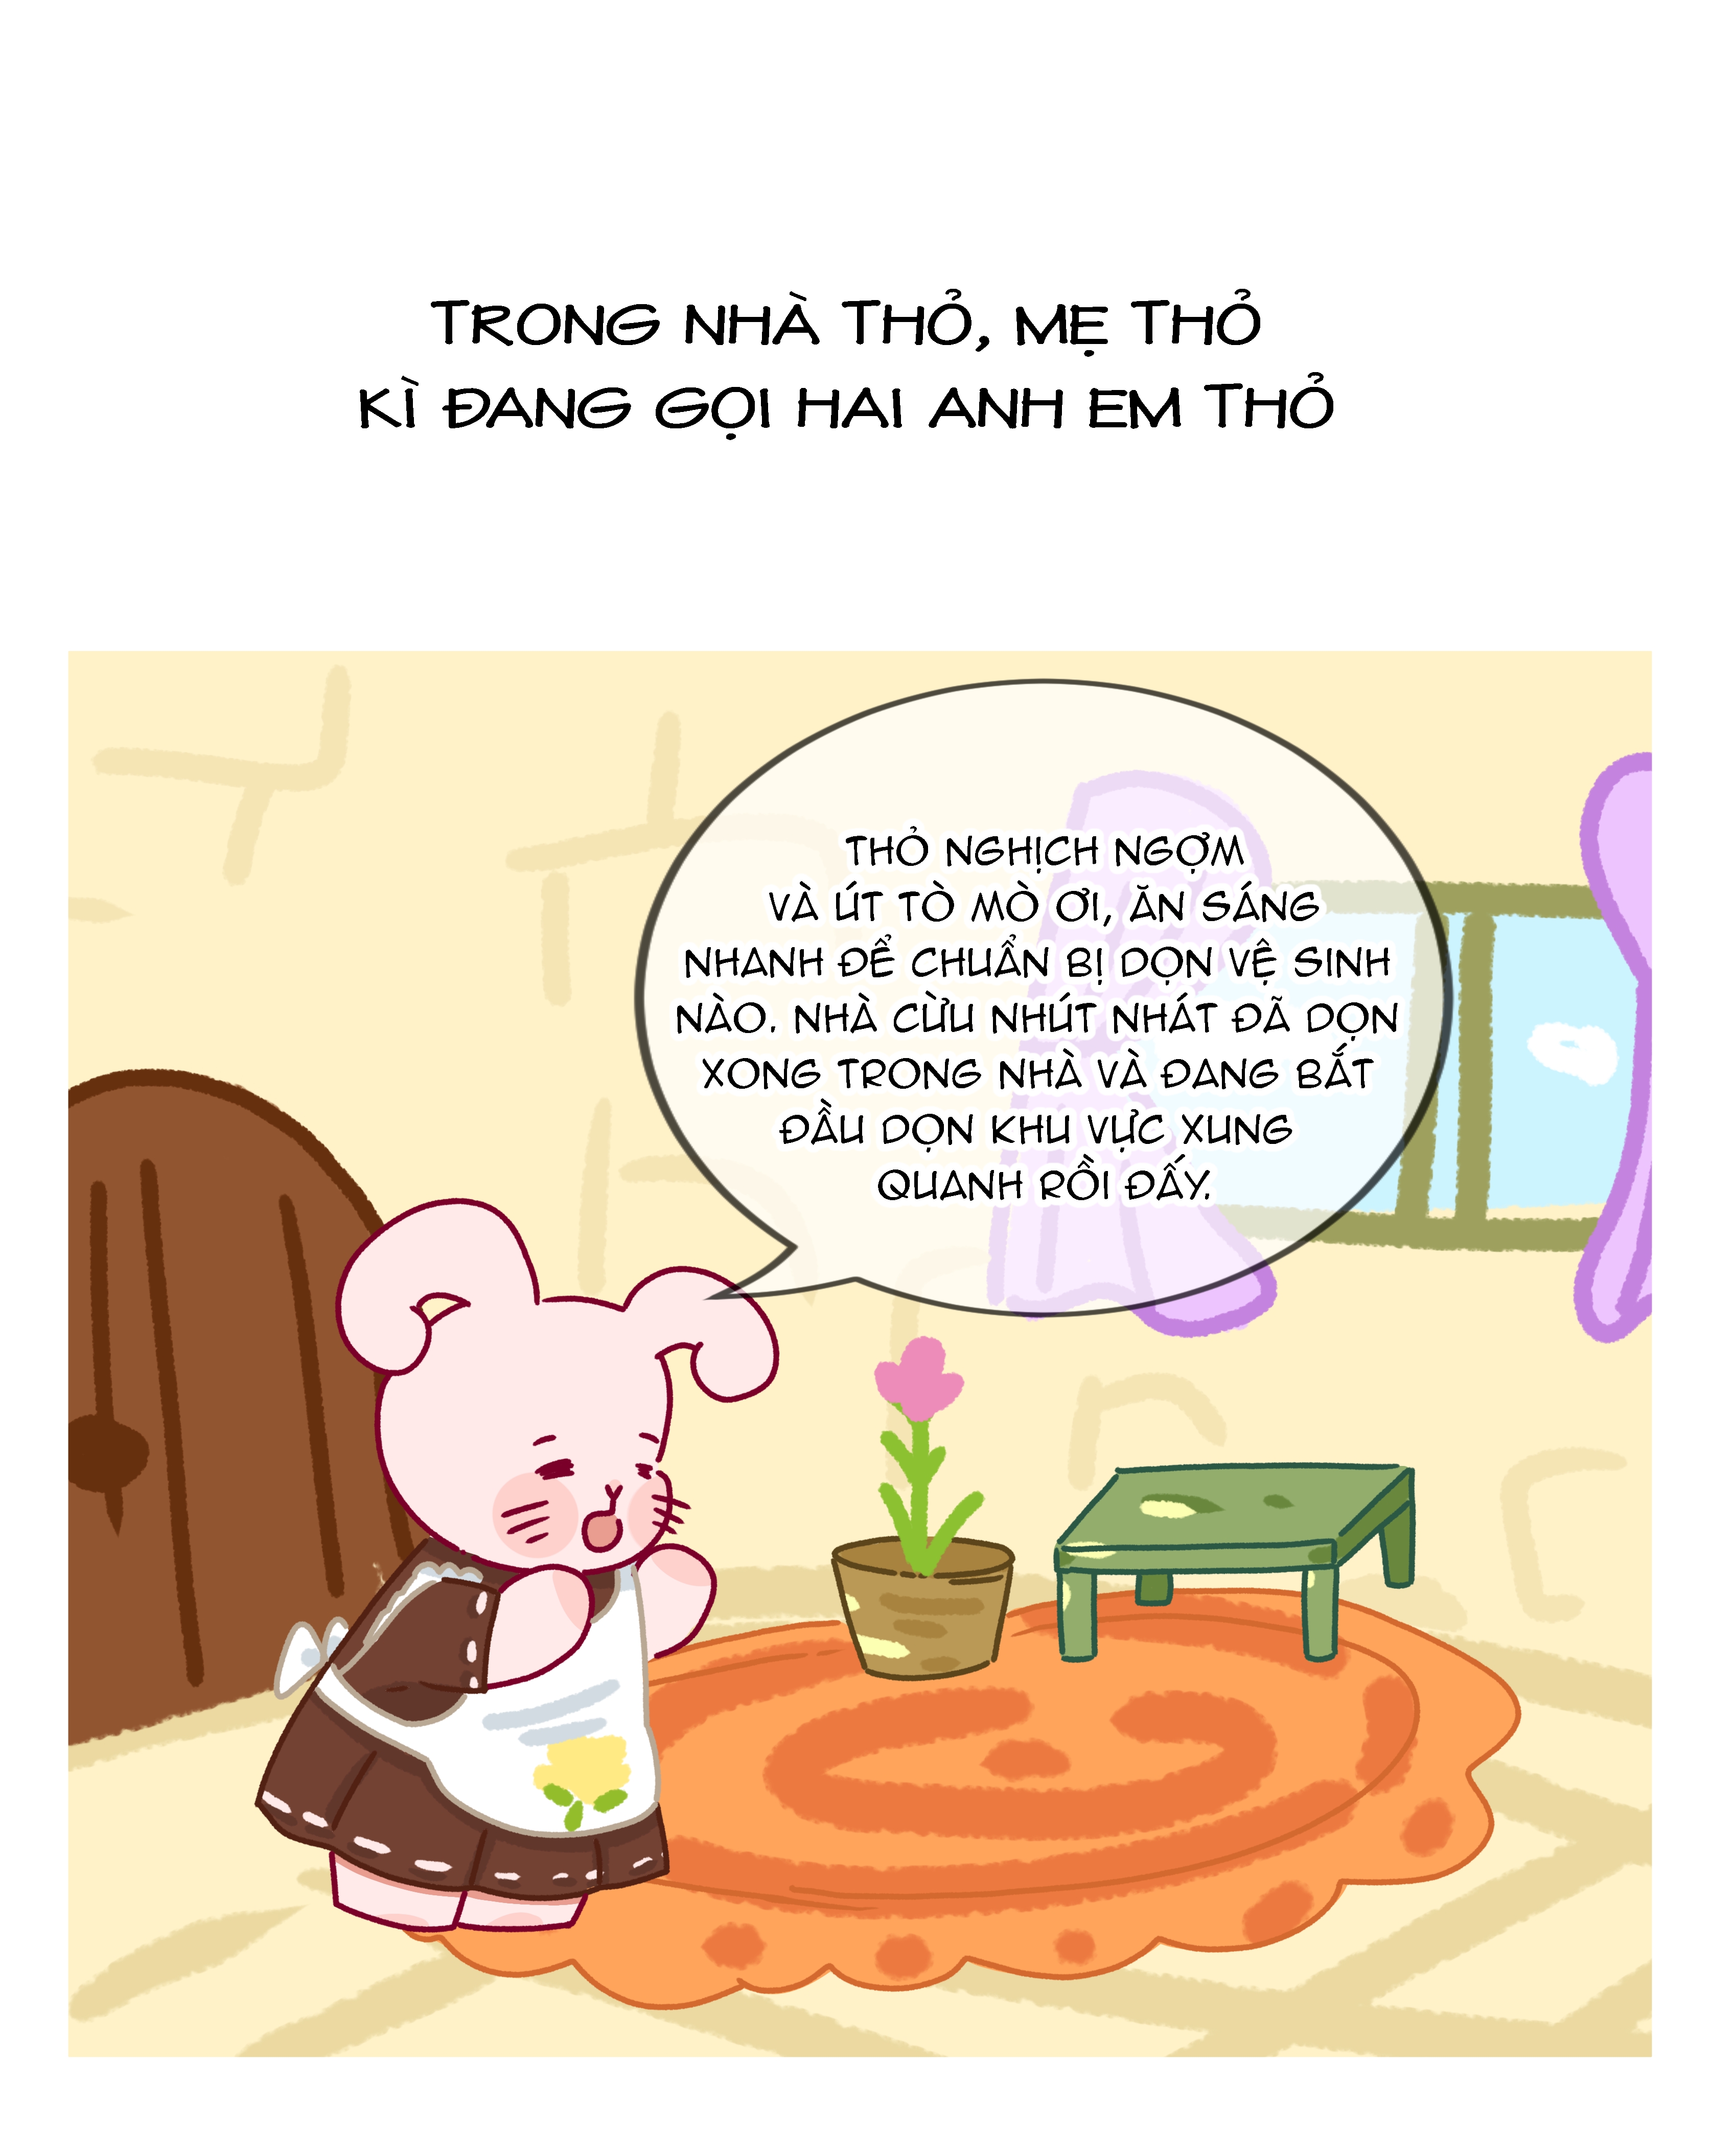 TRONG NHÀ THỎ, MẸ THỎ
KÌ ĐANG GỌI HAI ANH EM THỎ
THỎ NGHỊCH NGỢM
VÀ ÚT TÒ MÒ ƠI, ĂN SÁNG
NHANH ĐỂ CHUẨN BỊ DỌN VỆ SINH
NÀO. NHÀ CỪU NHÚT NHÁT ĐÃ DỌN
XONG TRONG NHÀ VÀ ĐANG BẮT
ĐẦU DỌN KHU VỰC XUNG
QUANH RỒI ĐẤY.